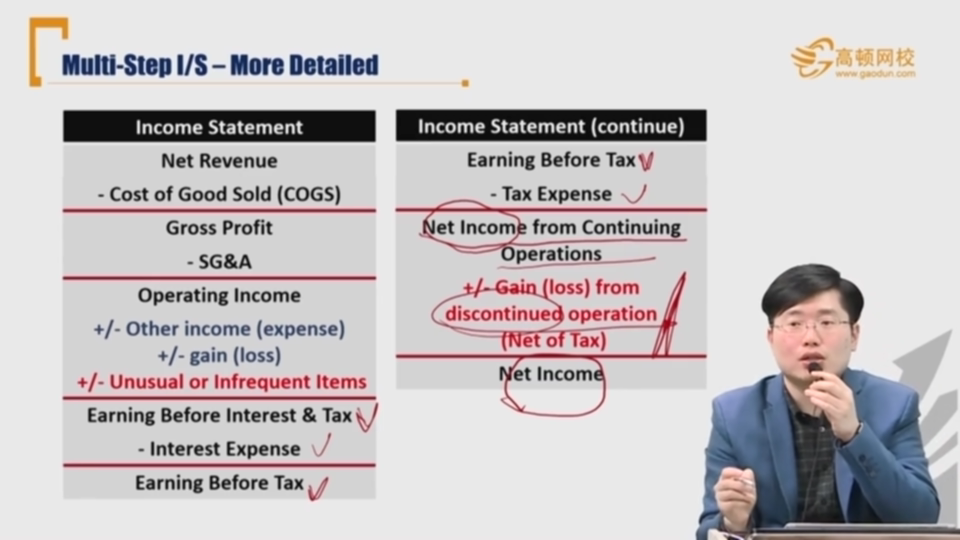 Multi-Step I/S – More Detailed
高顿网校
www.gaodun.com
Income Statement
Net Revenue
- Cost of Good Sold (COGS)
Gross Profit
- SG&A
Operating Income
+/- Other income (expense)
+/- gain (loss)
+/- Unusual or Infrequent Items
Earning Before Interest & Tax
- Interest Expense
Earning Before Tax
Income Statement (continue)
Earning Before Tax
- Tax Expense
Net Income from Continuing
Operations
+/- Gain (loss) from
discontinued operation
(Net of Tax)
Net Income